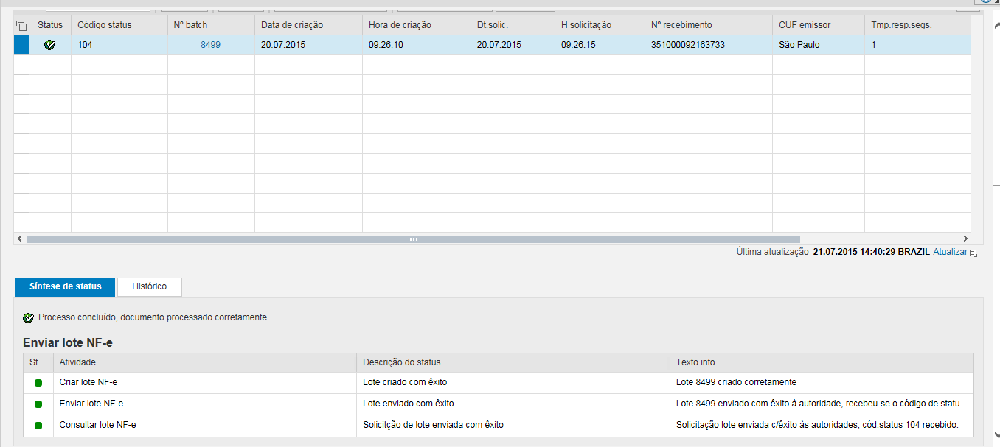 Status Código status Nº batch Data de criação Hora de criação Dt.solic. H solicitação Nº recebimento CUF emissor Tmp.resp.segs.
104 8499 20.07.2015 09:26:10 20.07.2015 09:26:15 351000092163733 São Paulo 1
Última atualização 21.07.2015 14:40:29 BRAZIL Atualizar
Síntese de status Histórico
Processo concluído, documento processado corretamente
Enviar lote NF-e
St... Atividade Descrição do status Texto info
Criar lote NF-e Lote criado com êxito Lote 8499 criado corretamente
Enviar lote NF-e Lote enviado com êxito Lote 8499 enviado com êxito à autoridade, recebeu-se o código de statu...
Consultar lote NF-e Solicitção de lote enviada com êxito Solicitação lote enviada c/êxito às autoridades, cód.status 104 recebido.